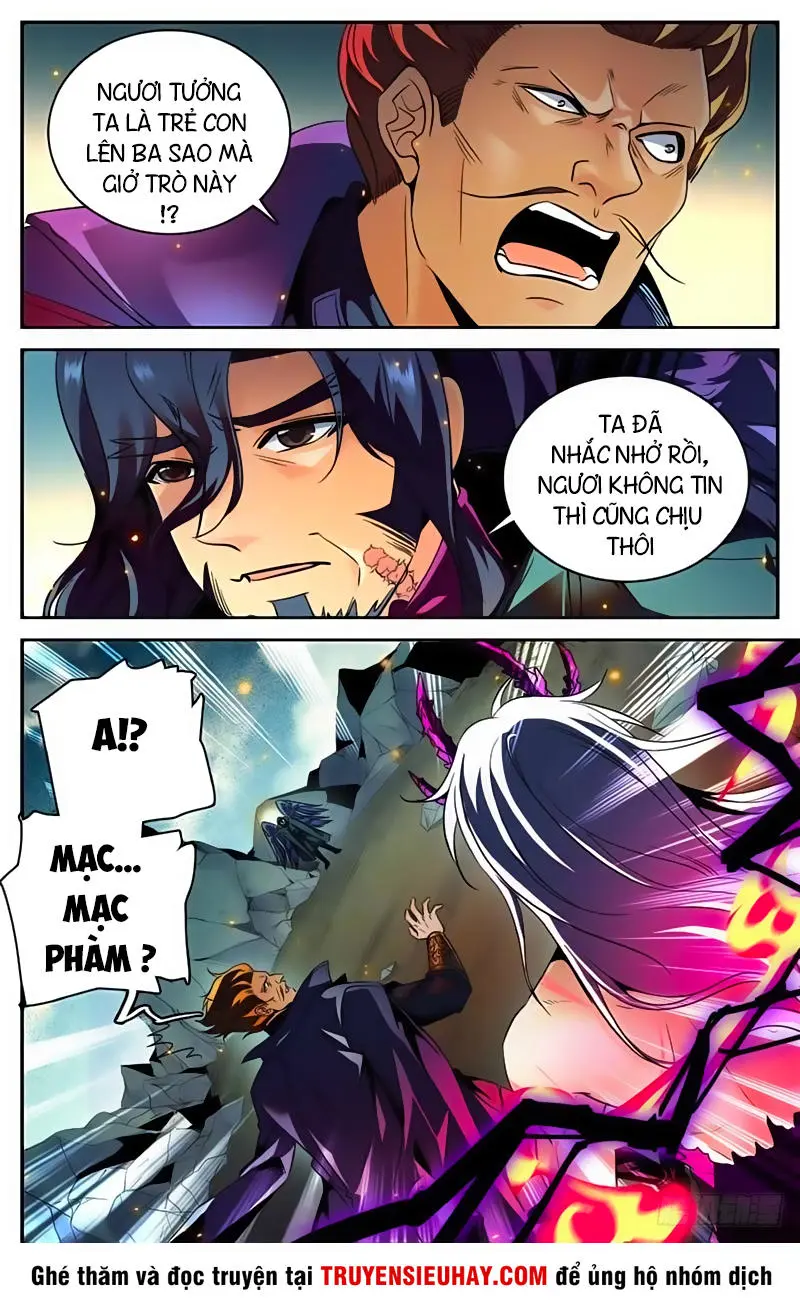 NGƯƠI TƯỞNG
TA LÀ TRẺ CON
LÊN BA SAO MÀ
GIỞ TRÒ NÀY
!?
TA ĐÃ
NHẮC NHỞ RỒI,
NGƯƠI KHÔNG TIN
THÌ CŨNG CHỊU
THÔI
A!?
MẠC...
MẠC
PHÀM ?
Ghé thăm và đọc truyện tại TRUYENSIEUHAY.COM để ủng hộ nhóm dịch